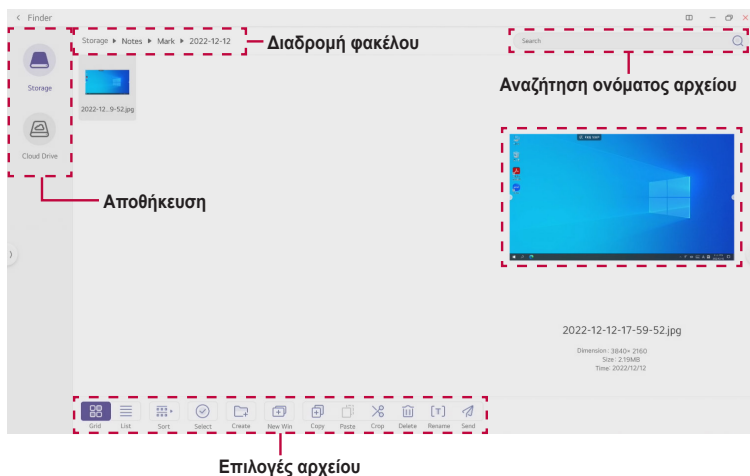 Finder
Storage ▶ Notes ▶ Mark ▶ 2022-12-12
Διαδρομή φακέλου
Search
Αναζήτηση ονόματος αρχείου
Storage
2022-12...9-52.jpg
Cloud Drive
Αποθήκευση
2022-12-12-17-59-52.jpg
Dimension : 3840× 2160
Size : 2.19MB
Time 2022/12/12
Grid List Sort Select Create New Win Copy Paste Crop Delete Rename Send
Επιλογές αρχείου